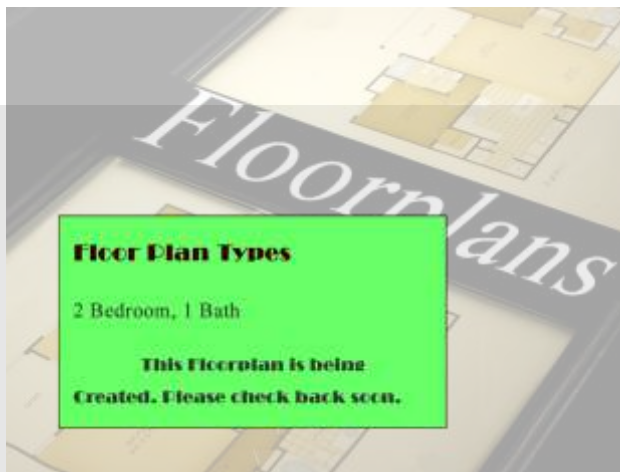 Floorplans
Floor Plan Types
2 Bedroom, 1 Bath
This Floorplan is being
Created. Please check back soon.